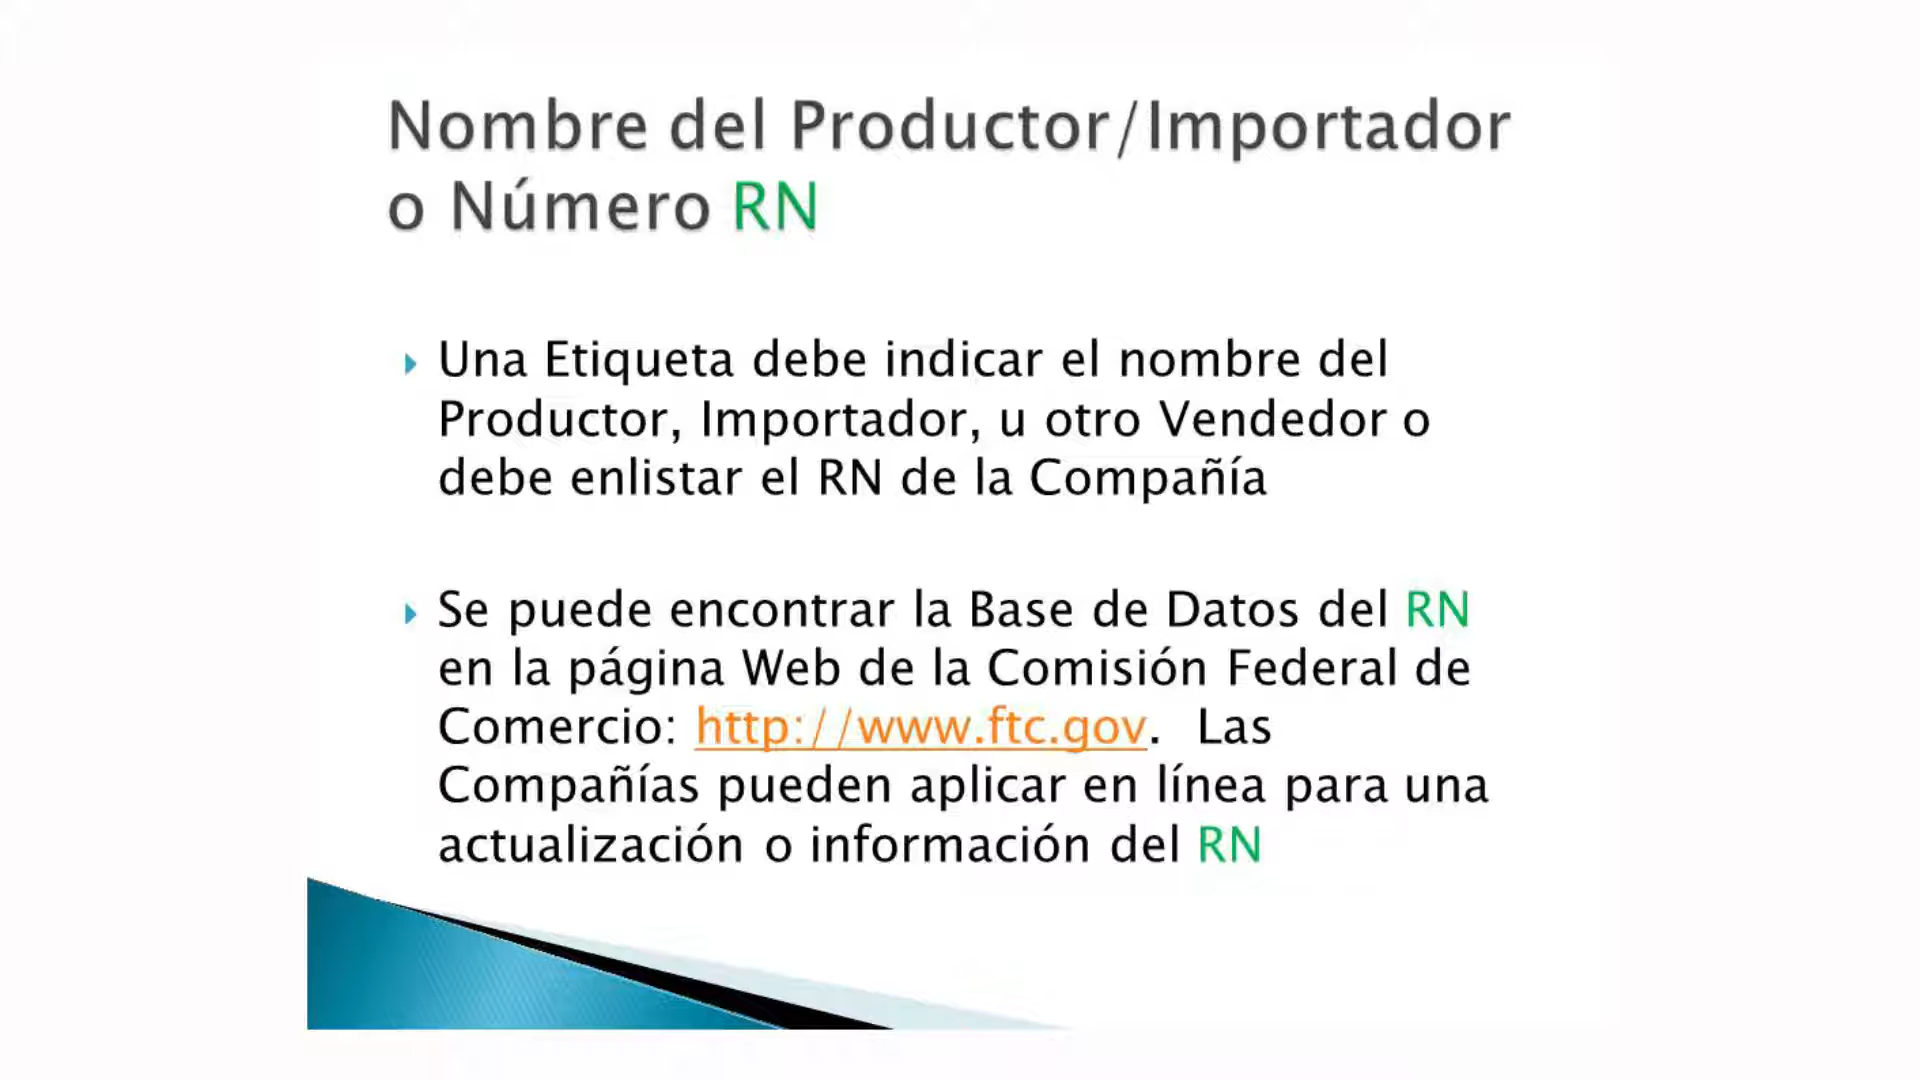 Nombre del Productor/Importador
o Número RN
Una Etiqueta debe indicar el nombre del
Productor, Importador, u otro Vendedor o
debe enlistar el RN de la Compañía
Se puede encontrar la Base de Datos del RN
en la página Web de la Comisión Federal de
Comercio: http://www.ftc.gov. Las
Compañías pueden aplicar en línea para una
actualización o información del RN